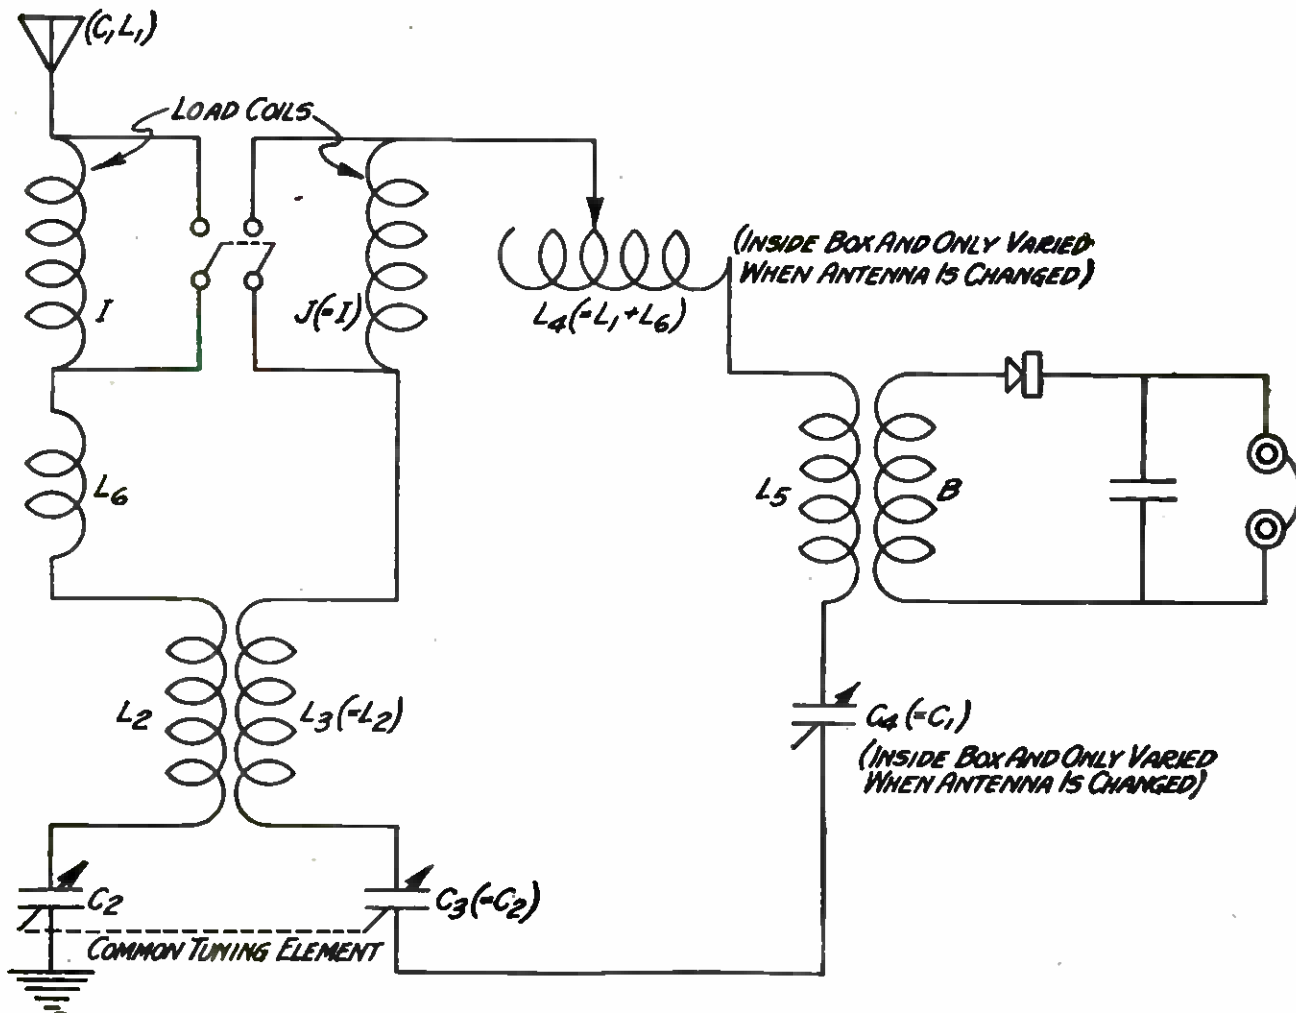 (C, L₁)
LOAD COILS
I
J(=I)
L₄(=L₁+L₆)
(INSIDE BOX AND ONLY VARIED
WHEN ANTENNA IS CHANGED)
L₆
L₅
B
L₂
L₃(=L₂)
C₄(=C₁)
(INSIDE BOX AND ONLY VARIED
WHEN ANTENNA IS CHANGED)
C₂
C₃(=C₂)
COMMON TUNING ELEMENT